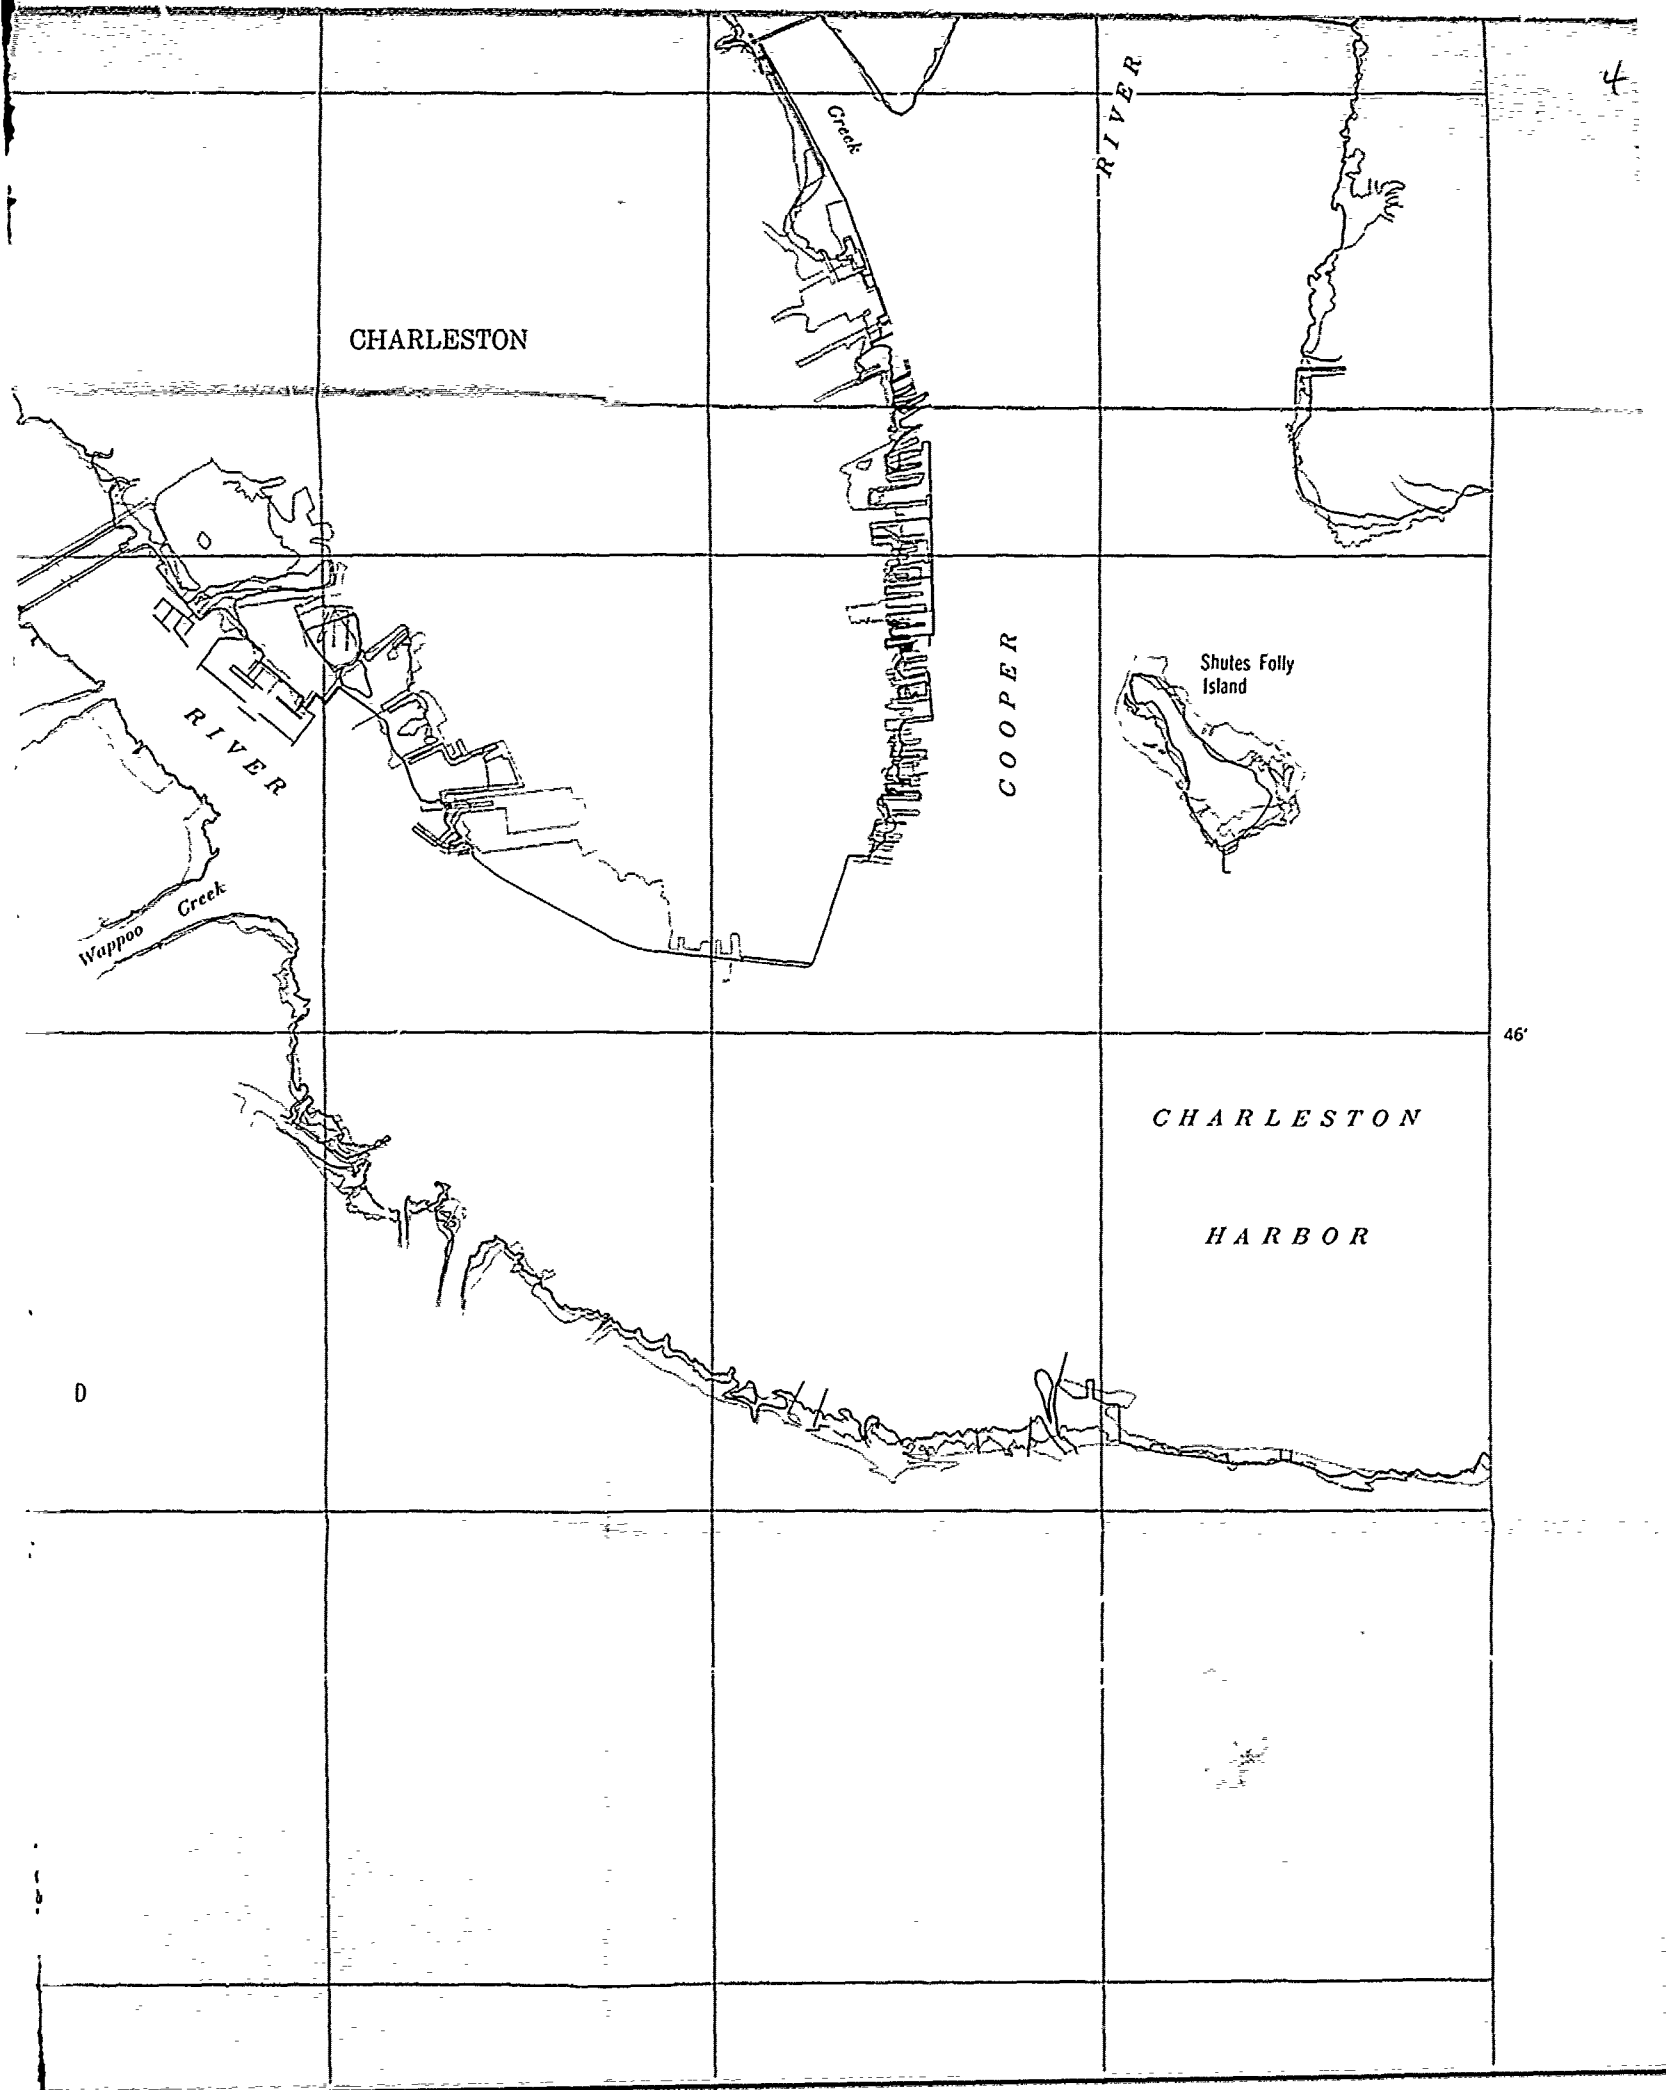 4
Creek
RIVER
CHARLESTON
Shutes Folly
Island
COOPER
RIVER
Wappoo Creek
46'
CHARLESTON
HARBOR
D